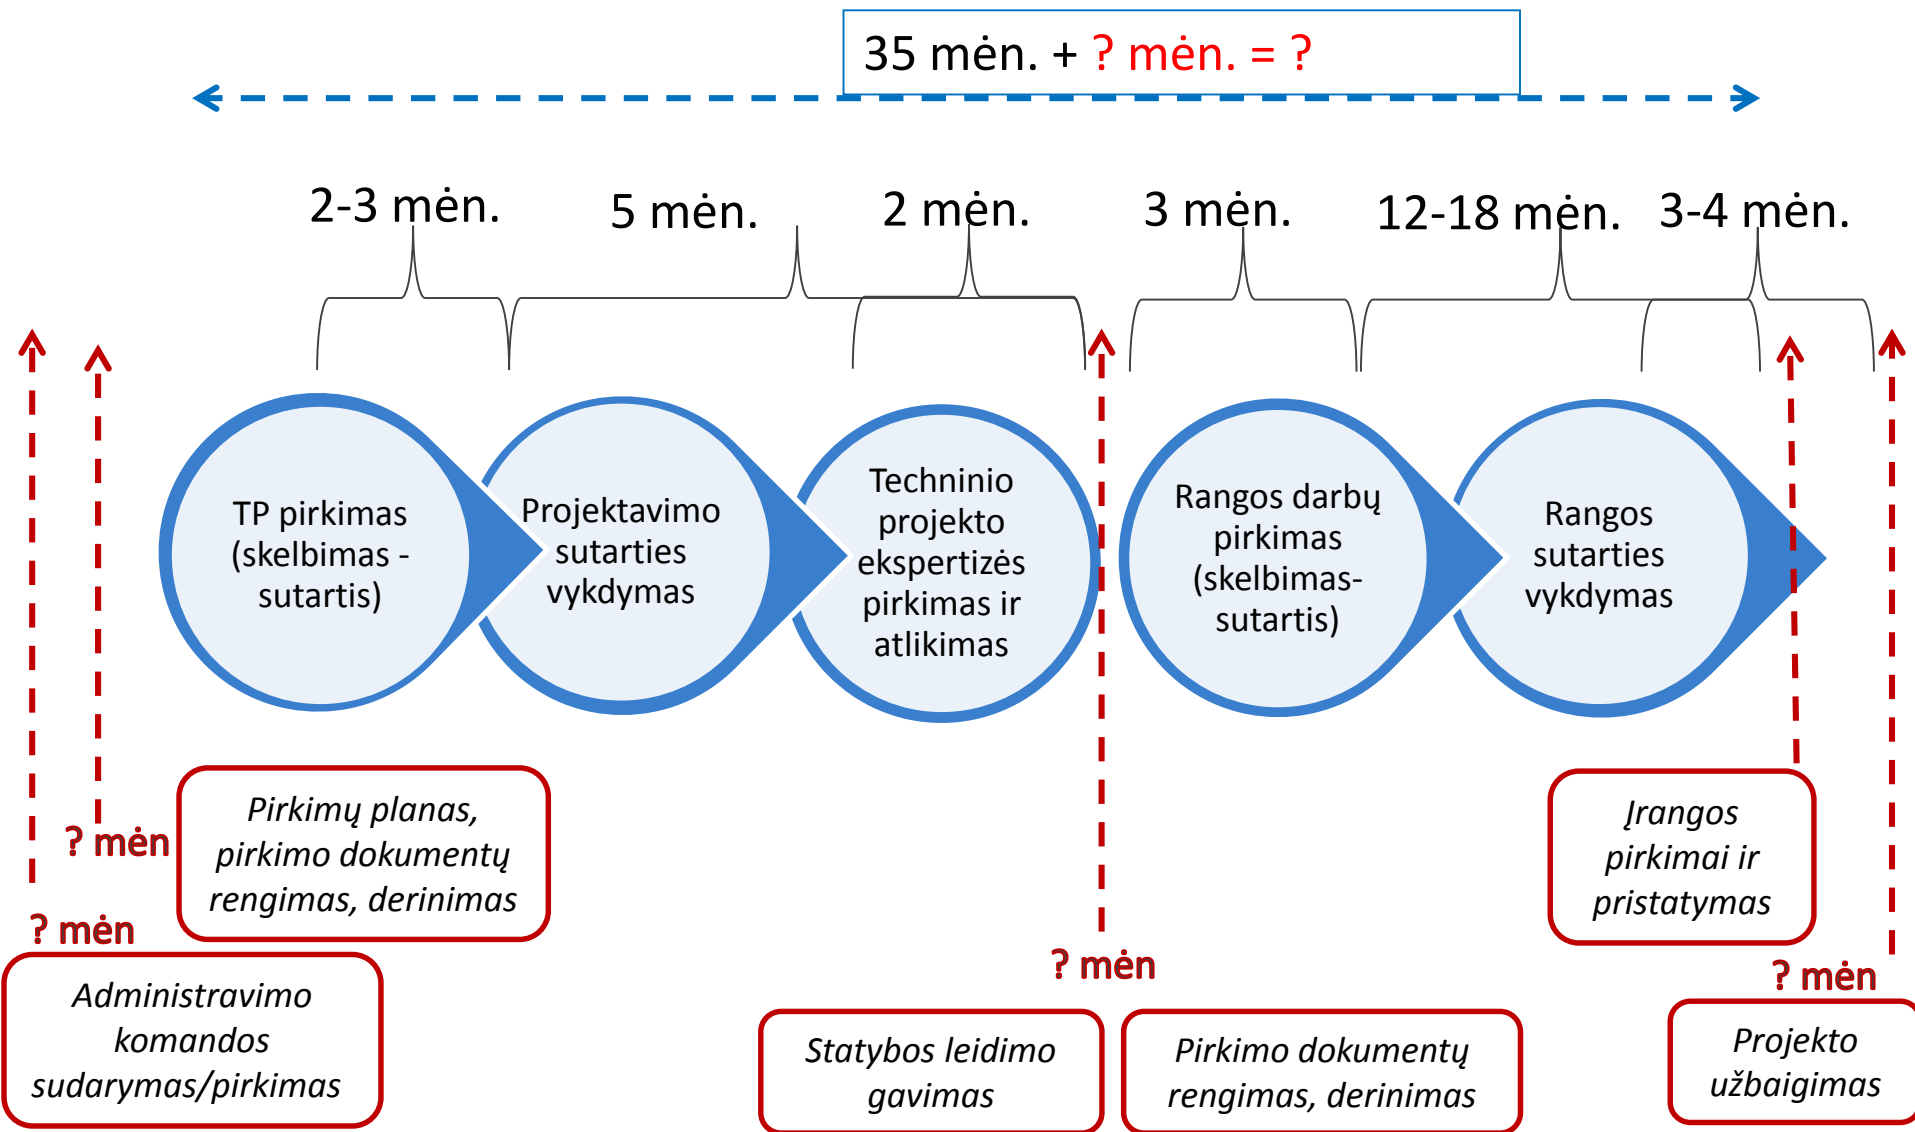 35 mėn. + ? mėn. = ?
2-3 mėn.
5 mėn.
2 mėn.
3 mėn.
12-18 mėn.
3-4 mėn.
TP pirkimas
(skelbimas -
sutartis)
Projektavimo
sutarties
vykdymas
Techninio
projekto
ekspertizės
pirkimas ir
atlikimas
Rangos darbų
pirkimas
(skelbimas-
sutartis)
Rangos
sutarties
vykdymas
? mėn
Pirkimų planas,
pirkimo dokumentų
rengimas, derinimas
? mėn
Administravimo
komandos
sudarymas/pirkimas
? mėn
Statybos leidimo
gavimas
Pirkimo dokumentų
rengimas, derinimas
Įrangos
pirkimai ir
pristatymas
? mėn
Projekto
užbaigimas